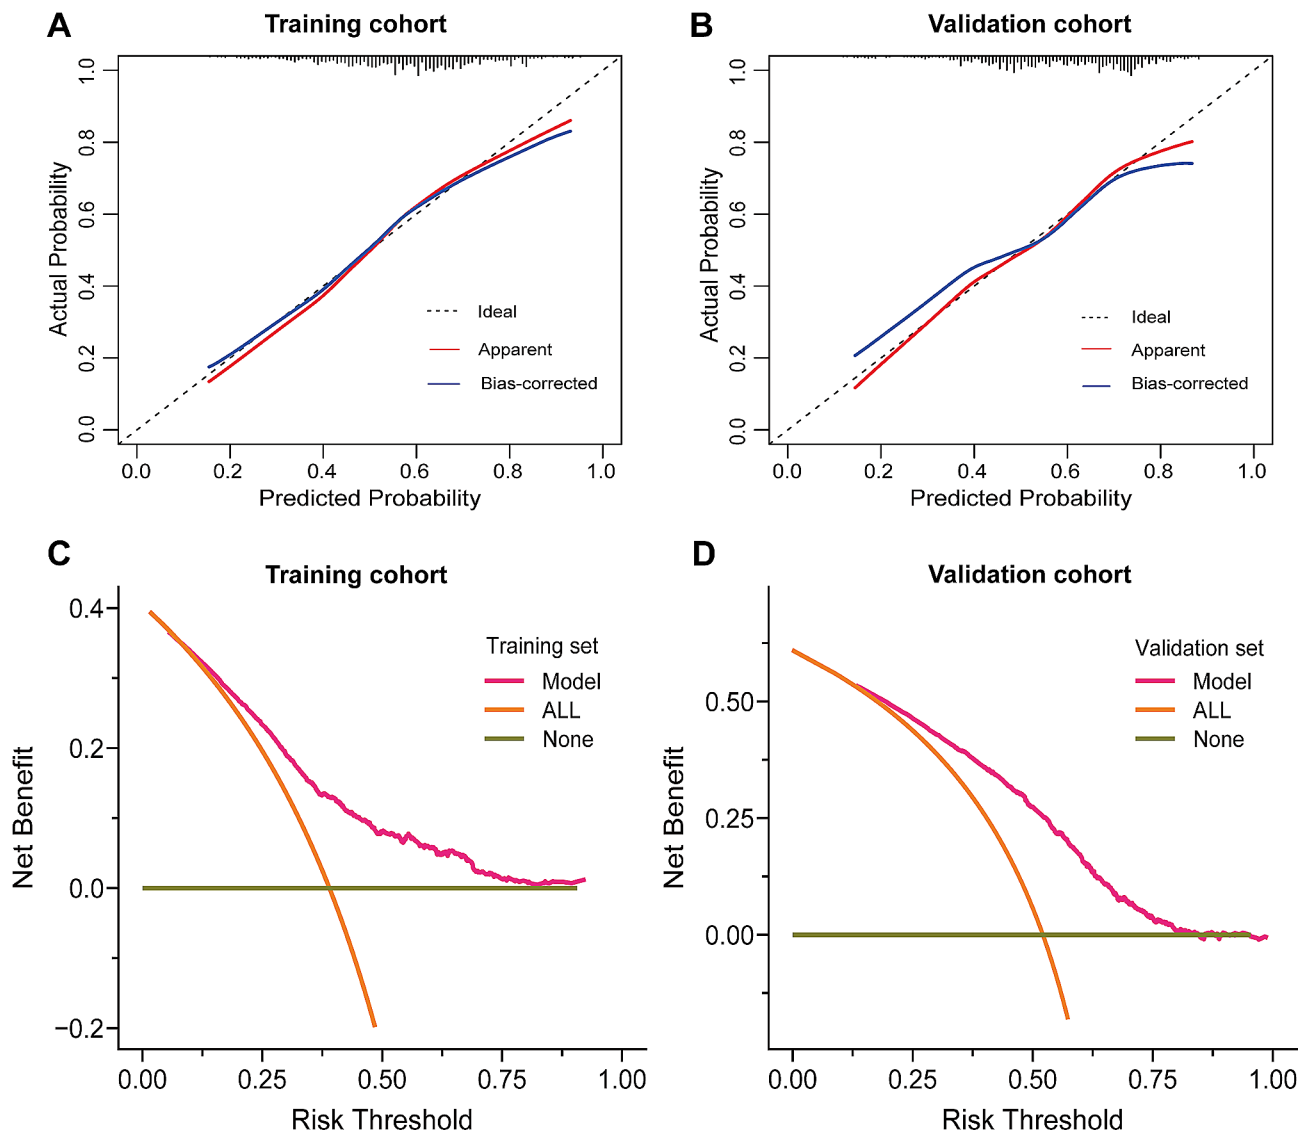 A
Training cohort
B
Validation cohort
Actual Probability
0.0
0.2
0.4
0.6
0.8
1.0
Ideal
Apparent
Bias-corrected
0.0 0.2 0.4 0.6 0.8 1.0
Predicted Probability
Actual Probability
0.0
0.2
0.4
0.6
0.8
1.0
Ideal
Apparent
Bias-corrected
0.0 0.2 0.4 0.6 0.8 1.0
Predicted Probability
C
Training cohort
D
Validation cohort
Net Benefit
0.4
0.2
0.0
−0.2
Training set
Model
ALL
None
0.00 0.25 0.50 0.75 1.00
Risk Threshold
Net Benefit
0.50
0.25
0.00
Validation set
Model
ALL
None
0.00 0.25 0.50 0.75 1.00
Risk Threshold